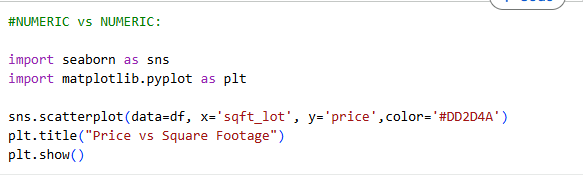 #NUMERIC vs NUMERIC:
import seaborn as sns
import matplotlib.pyplot as plt
sns.scatterplot(data=df, x='sqft_lot', y='price',color='#DD2D4A')
plt.title("Price vs Square Footage")
plt.show()